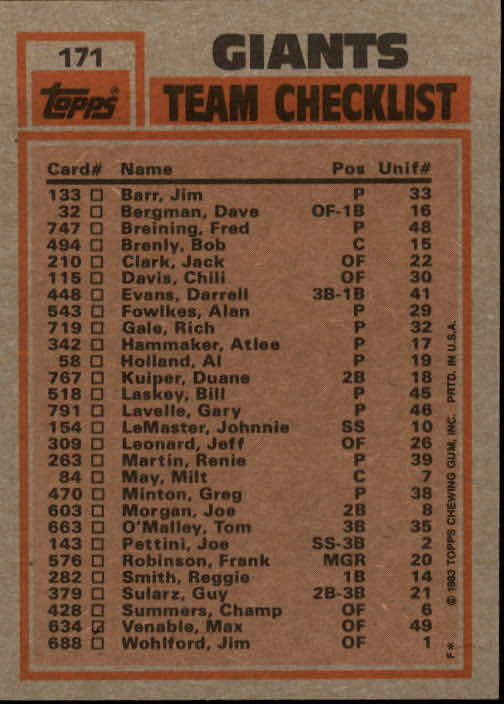 171
GIANTS
Topps®
TEAM CHECKLIST
Card# Name Pos Unif#
133 ☐ Barr, Jim P 33
32 ☐ Bergman, Dave OF-1B 16
747 ☐ Breining, Fred P 48
494 ☐ Brenly, Bob C 15
210 ☐ Clark, Jack OF 22
115 ☐ Davis, Chili OF 30
448 ☐ Evans, Darrell 3B-1B 41
543 ☐ Fowlkes, Alan P 29
719 ☐ Gale, Rich P 32
342 ☐ Hammaker, Atlee P 17
58 ☐ Holland, Al P 19
767 ☐ Kuiper, Duane 2B 18
518 ☐ Laskey, Bill P 45
791 ☐ Lavelle, Gary P 46
154 ☐ LeMaster, Johnnie SS 10
309 ☐ Leonard, Jeff OF 26
263 ☐ Martin, Renie P 39
84 ☐ May, Milt C 7
470 ☐ Minton, Greg P 38
603 ☐ Morgan, Joe 2B 8
663 ☐ O'Malley, Tom 3B 35
143 ☐ Pettini, Joe SS-3B 2
576 ☐ Robinson, Frank MGR 20
282 ☐ Smith, Reggie 1B 14
379 ☐ Sularz, Guy 2B-3B 21
428 ☐ Summers, Champ OF 6
634 ☑ Venable, Max OF 49
688 ☐ Wohlford, Jim OF 1
F* © 1983 TOPPS CHEWING GUM, INC. PRTD. IN U.S.A.